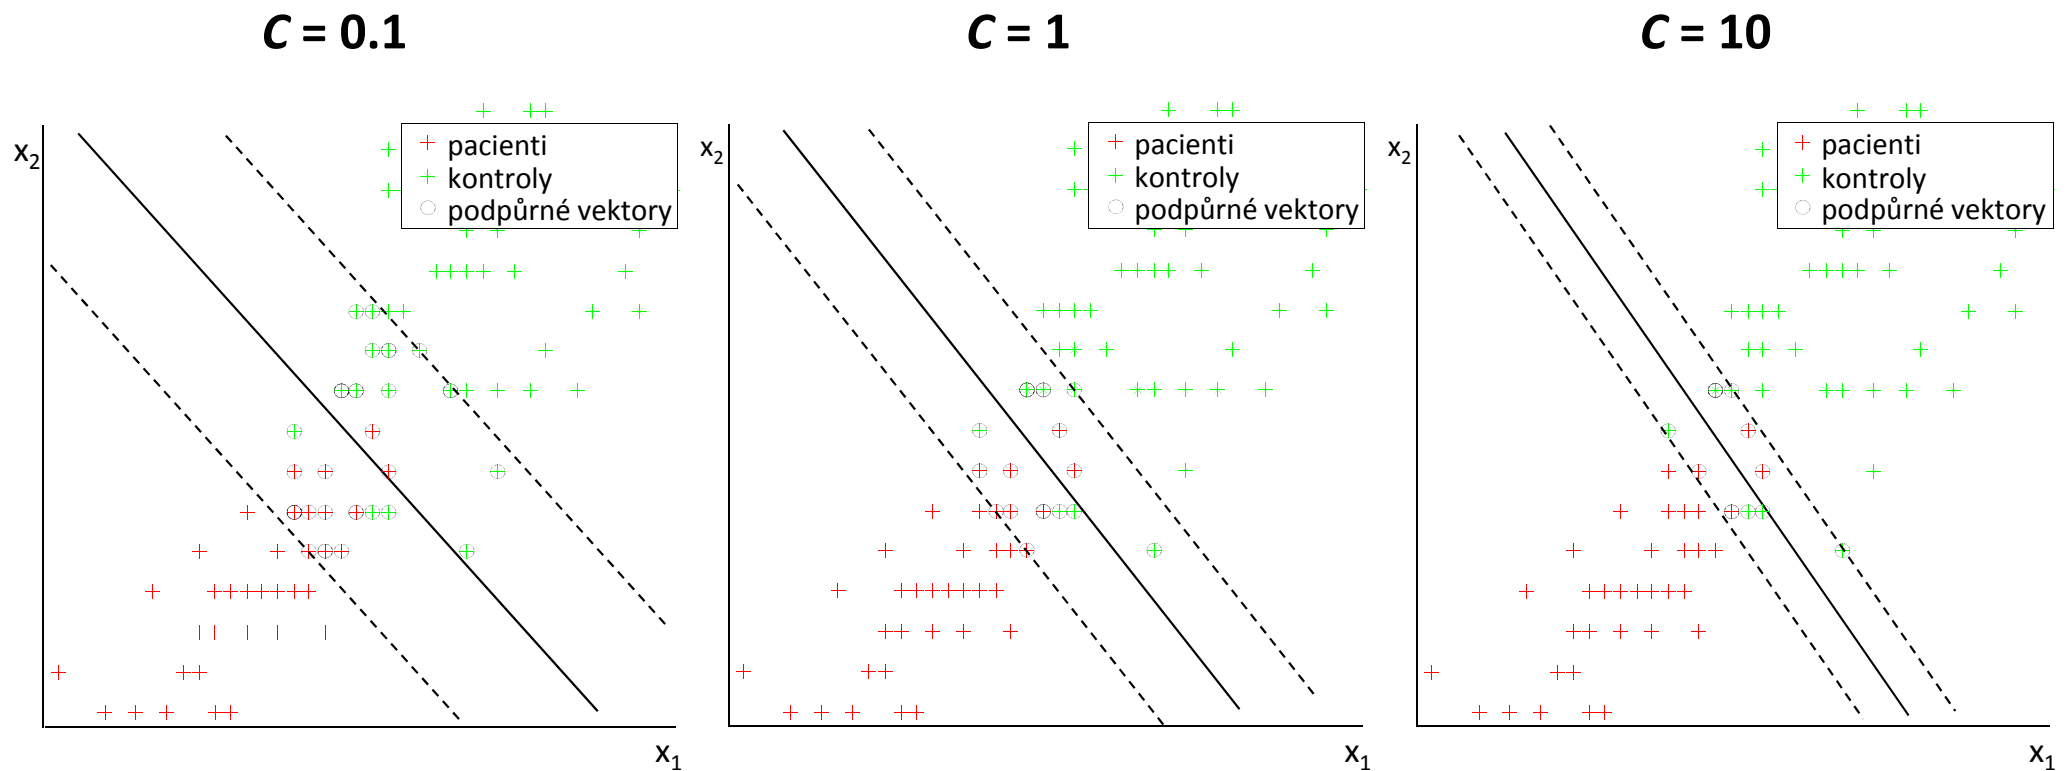 C = 0.1
x2
pacienti
kontroly
podpůrné vektory
x1
C = 1
x2
pacienti
kontroly
podpůrné vektory
x1
C = 10
x2
pacienti
kontroly
podpůrné vektory
x1